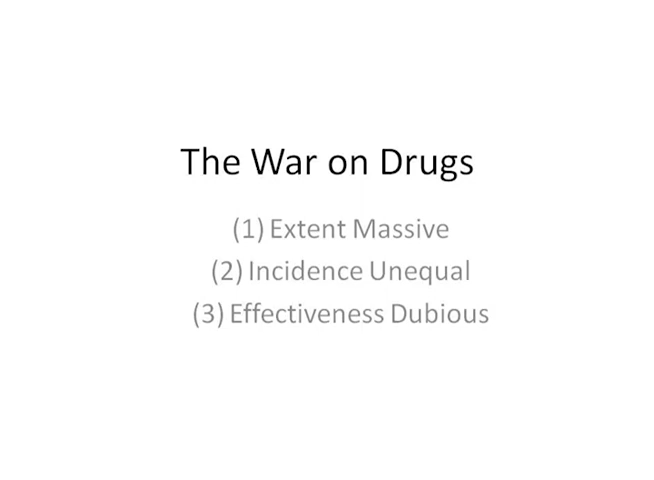 The War on Drugs
(1) Extent Massive
(2) Incidence Unequal
(3) Effectiveness Dubious